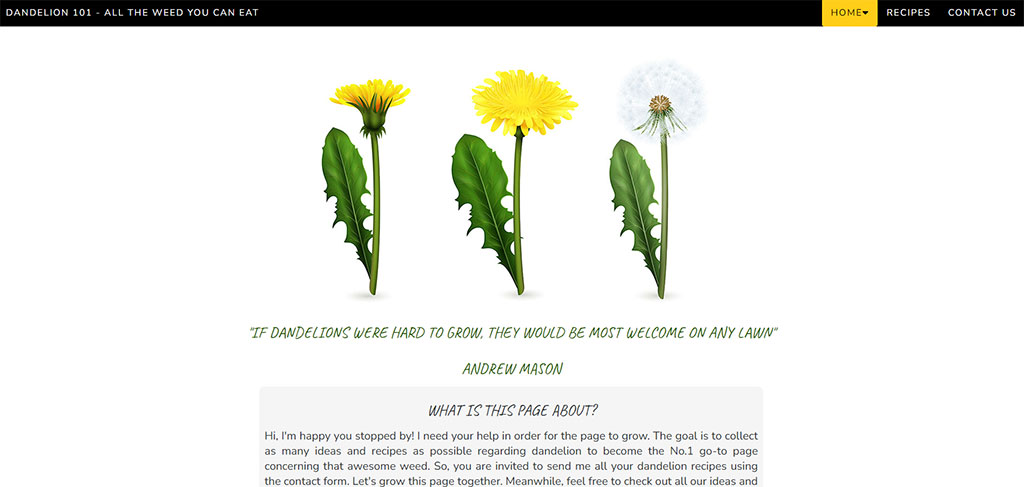 DANDELION 101 - ALL THE WEED YOU CAN EAT
HOME
RECIPES
CONTACT US
"IF DANDELIONS WERE HARD TO GROW, THEY WOULD BE MOST WELCOME ON ANY LAWN"
ANDREW MASON
WHAT IS THIS PAGE ABOUT?
Hi, I'm happy you stopped by! I need your help in order for the page to grow. The goal is to collect
as many ideas and recipes as possible regarding dandelion to become the No.1 go-to page
concerning that awesome weed. So, you are invited to send me all your dandelion recipes using
the contact form. Let's grow this page together. Meanwhile, feel free to check out all our ideas and